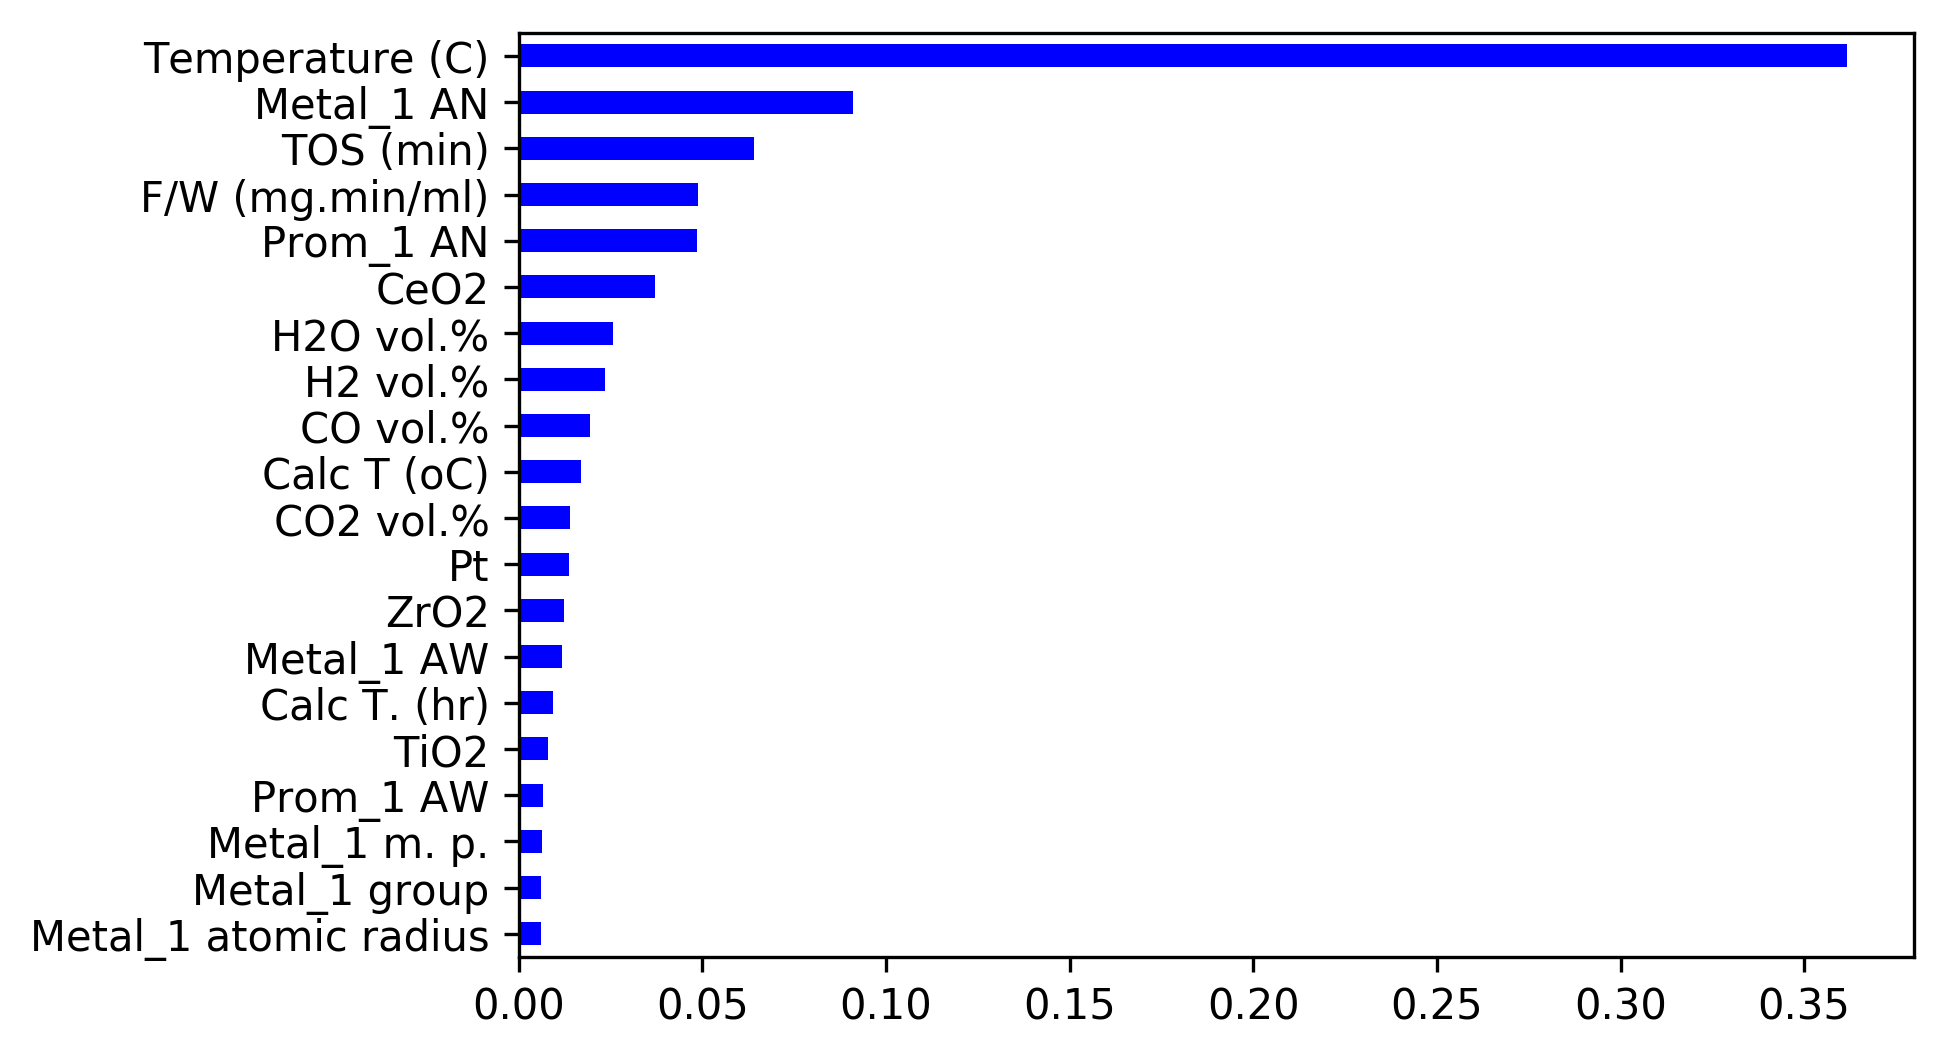 Temperature (C)
Metal_1 AN
TOS (min)
F/W (mg.min/ml)
Prom_1 AN
CeO2
H2O vol.%
H2 vol.%
CO vol.%
Calc T (oC)
CO2 vol.%
Pt
ZrO2
Metal_1 AW
Calc T. (hr)
TiO2
Prom_1 AW
Metal_1 m. p.
Metal_1 group
Metal_1 atomic radius
0.00 0.05 0.10 0.15 0.20 0.25 0.30 0.35